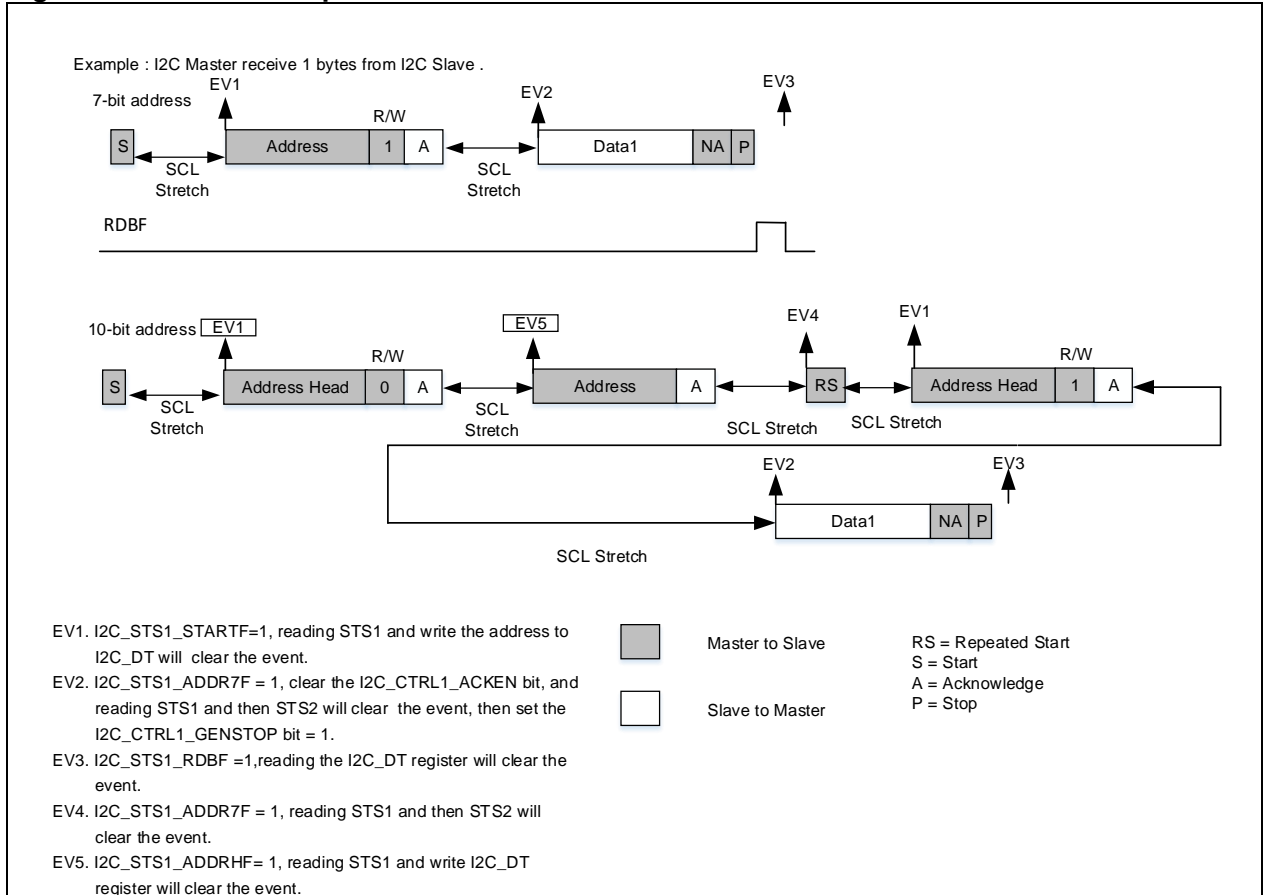 Example : I2C Master receive 1 bytes from I2C Slave .
EV1
EV2
EV3
7-bit address
R/W
S
Address
1
A
Data1
NA
P
SCL
Stretch
SCL
Stretch
RDBF
10-bit address
EV1
EV5
EV4
EV1
R/W
R/W
S
Address Head
0
A
Address
A
RS
Address Head
1
A
SCL
Stretch
SCL
Stretch
SCL Stretch
SCL Stretch
EV2
EV3
Data1
NA
P
SCL Stretch
EV1. I2C_STS1_STARTF=1, reading STS1 and write the address to
I2C_DT will clear the event.
EV2. I2C_STS1_ADDR7F = 1, clear the I2C_CTRL1_ACKEN bit, and
reading STS1 and then STS2 will clear the event, then set the
I2C_CTRL1_GENSTOP bit = 1.
EV3. I2C_STS1_RDBF =1,reading the I2C_DT register will clear the
event.
EV4. I2C_STS1_ADDR7F = 1, reading STS1 and then STS2 will
clear the event.
EV5. I2C_STS1_ADDRHF= 1, reading STS1 and write I2C_DT
register will clear the event.
Master to Slave
Slave to Master
RS = Repeated Start
S = Start
A = Acknowledge
P = Stop